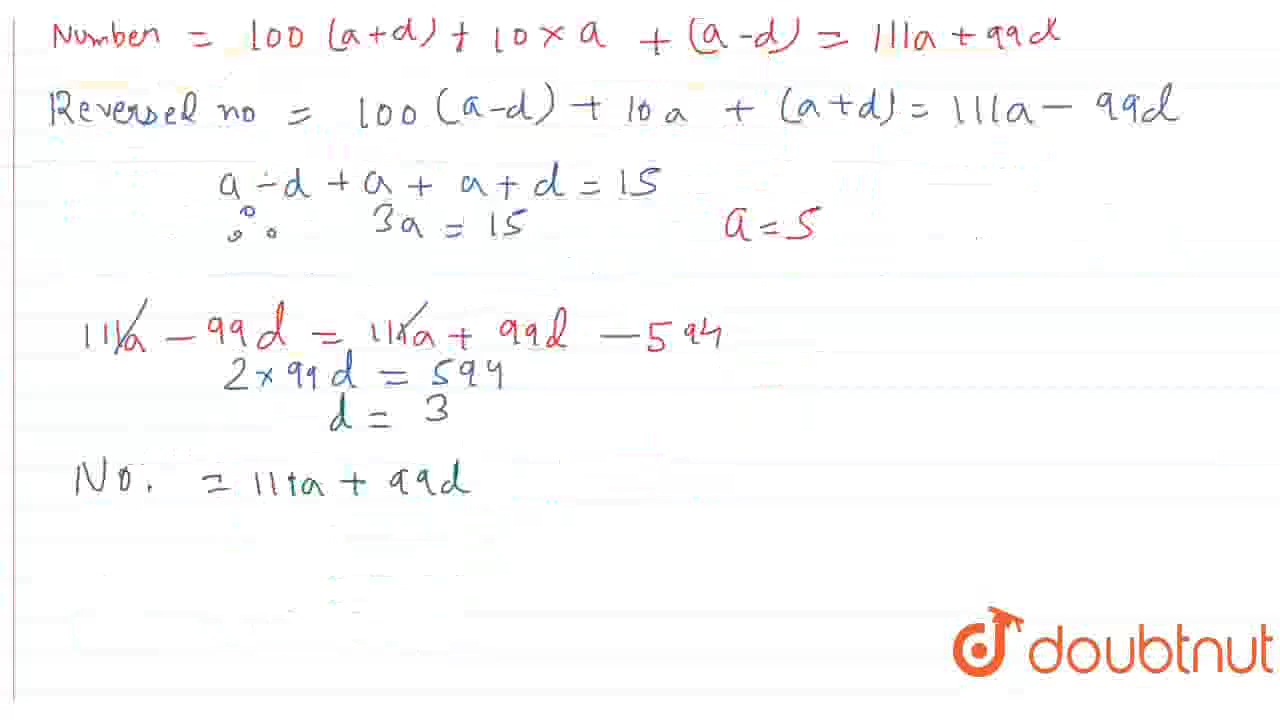 Number = 100 (a+d) + 10 × a + (a-d) = 111a + 99d
Reversed no = 100 (a-d) + 10a + (a+d) = 111a - 99d
a - d + a + a + d = 15
∴ 3a = 15 a = 5
111a - 99d = 111a + 99d - 594
2 × 99d = 594
d = 3
No. = 111a + 99d
doubtnut